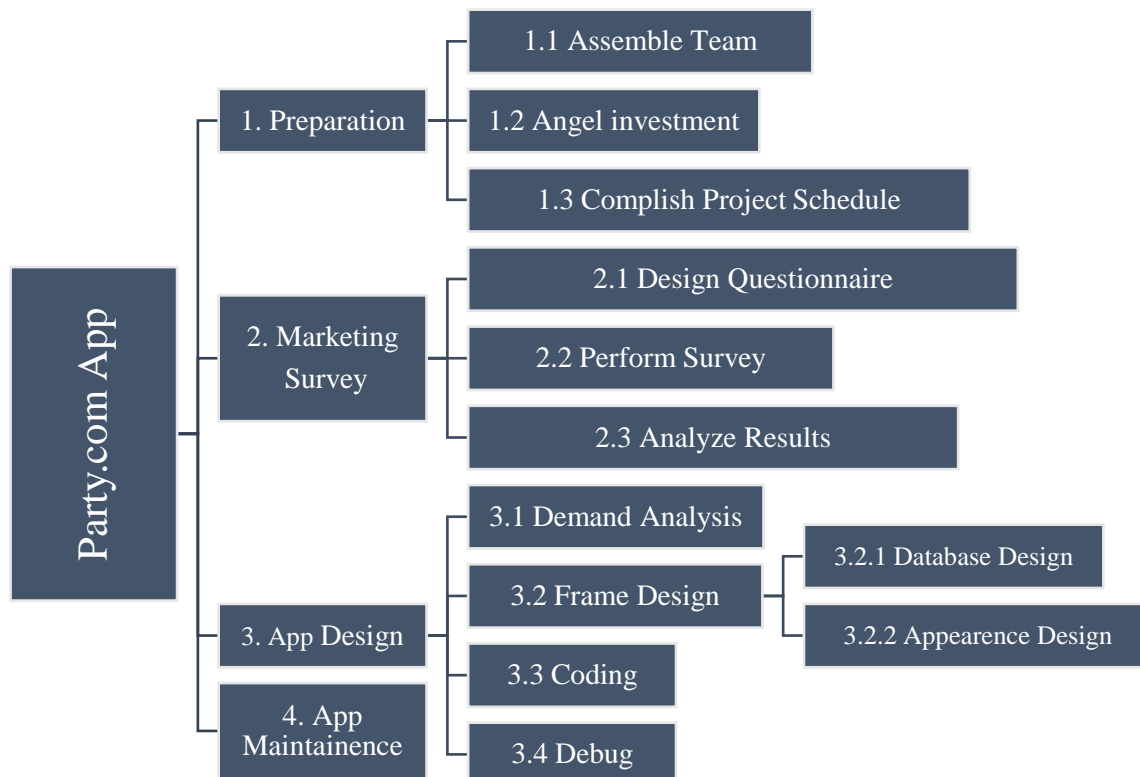 Party.com App
1. Preparation
1.1 Assemble Team
1.2 Angel investment
1.3 Complish Project Schedule
2. Marketing
Survey
2.1 Design Questionnaire
2.2 Perform Survey
2.3 Analyze Results
3. App Design
3.1 Demand Analysis
3.2 Frame Design
3.2.1 Database Design
3.2.2 Appearence Design
3.3 Coding
3.4 Debug
4. App
Maintainence